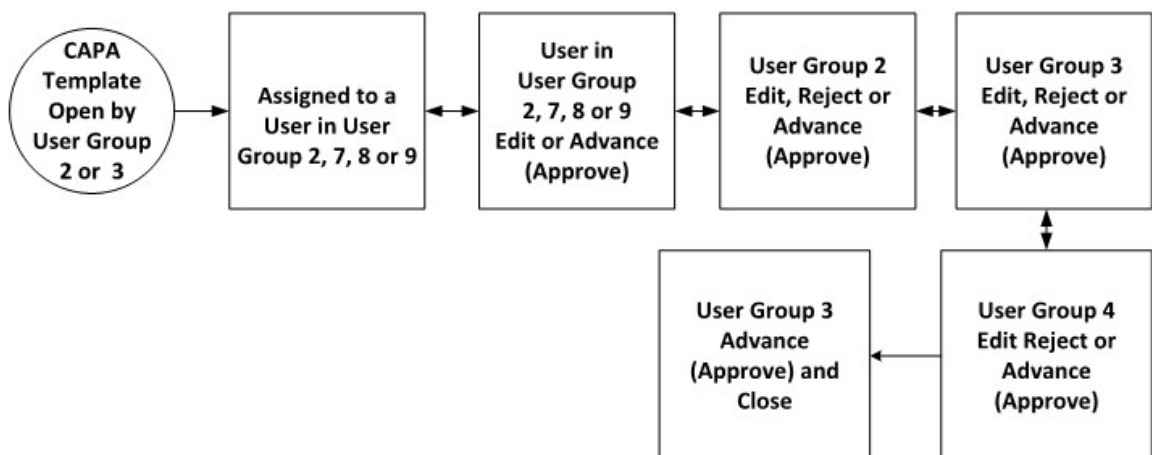 CAPA
Template
Open by
User Group
2 or 3
Assigned to a
User in User
Group 2, 7, 8 or 9
User in
User Group
2, 7, 8 or 9
Edit or Advance
(Approve)
User Group 2
Edit, Reject or
Advance
(Approve)
User Group 3
Edit, Reject or
Advance
(Approve)
User Group 3
Advance
(Approve) and
Close
User Group 4
Edit Reject or
Advance
(Approve)